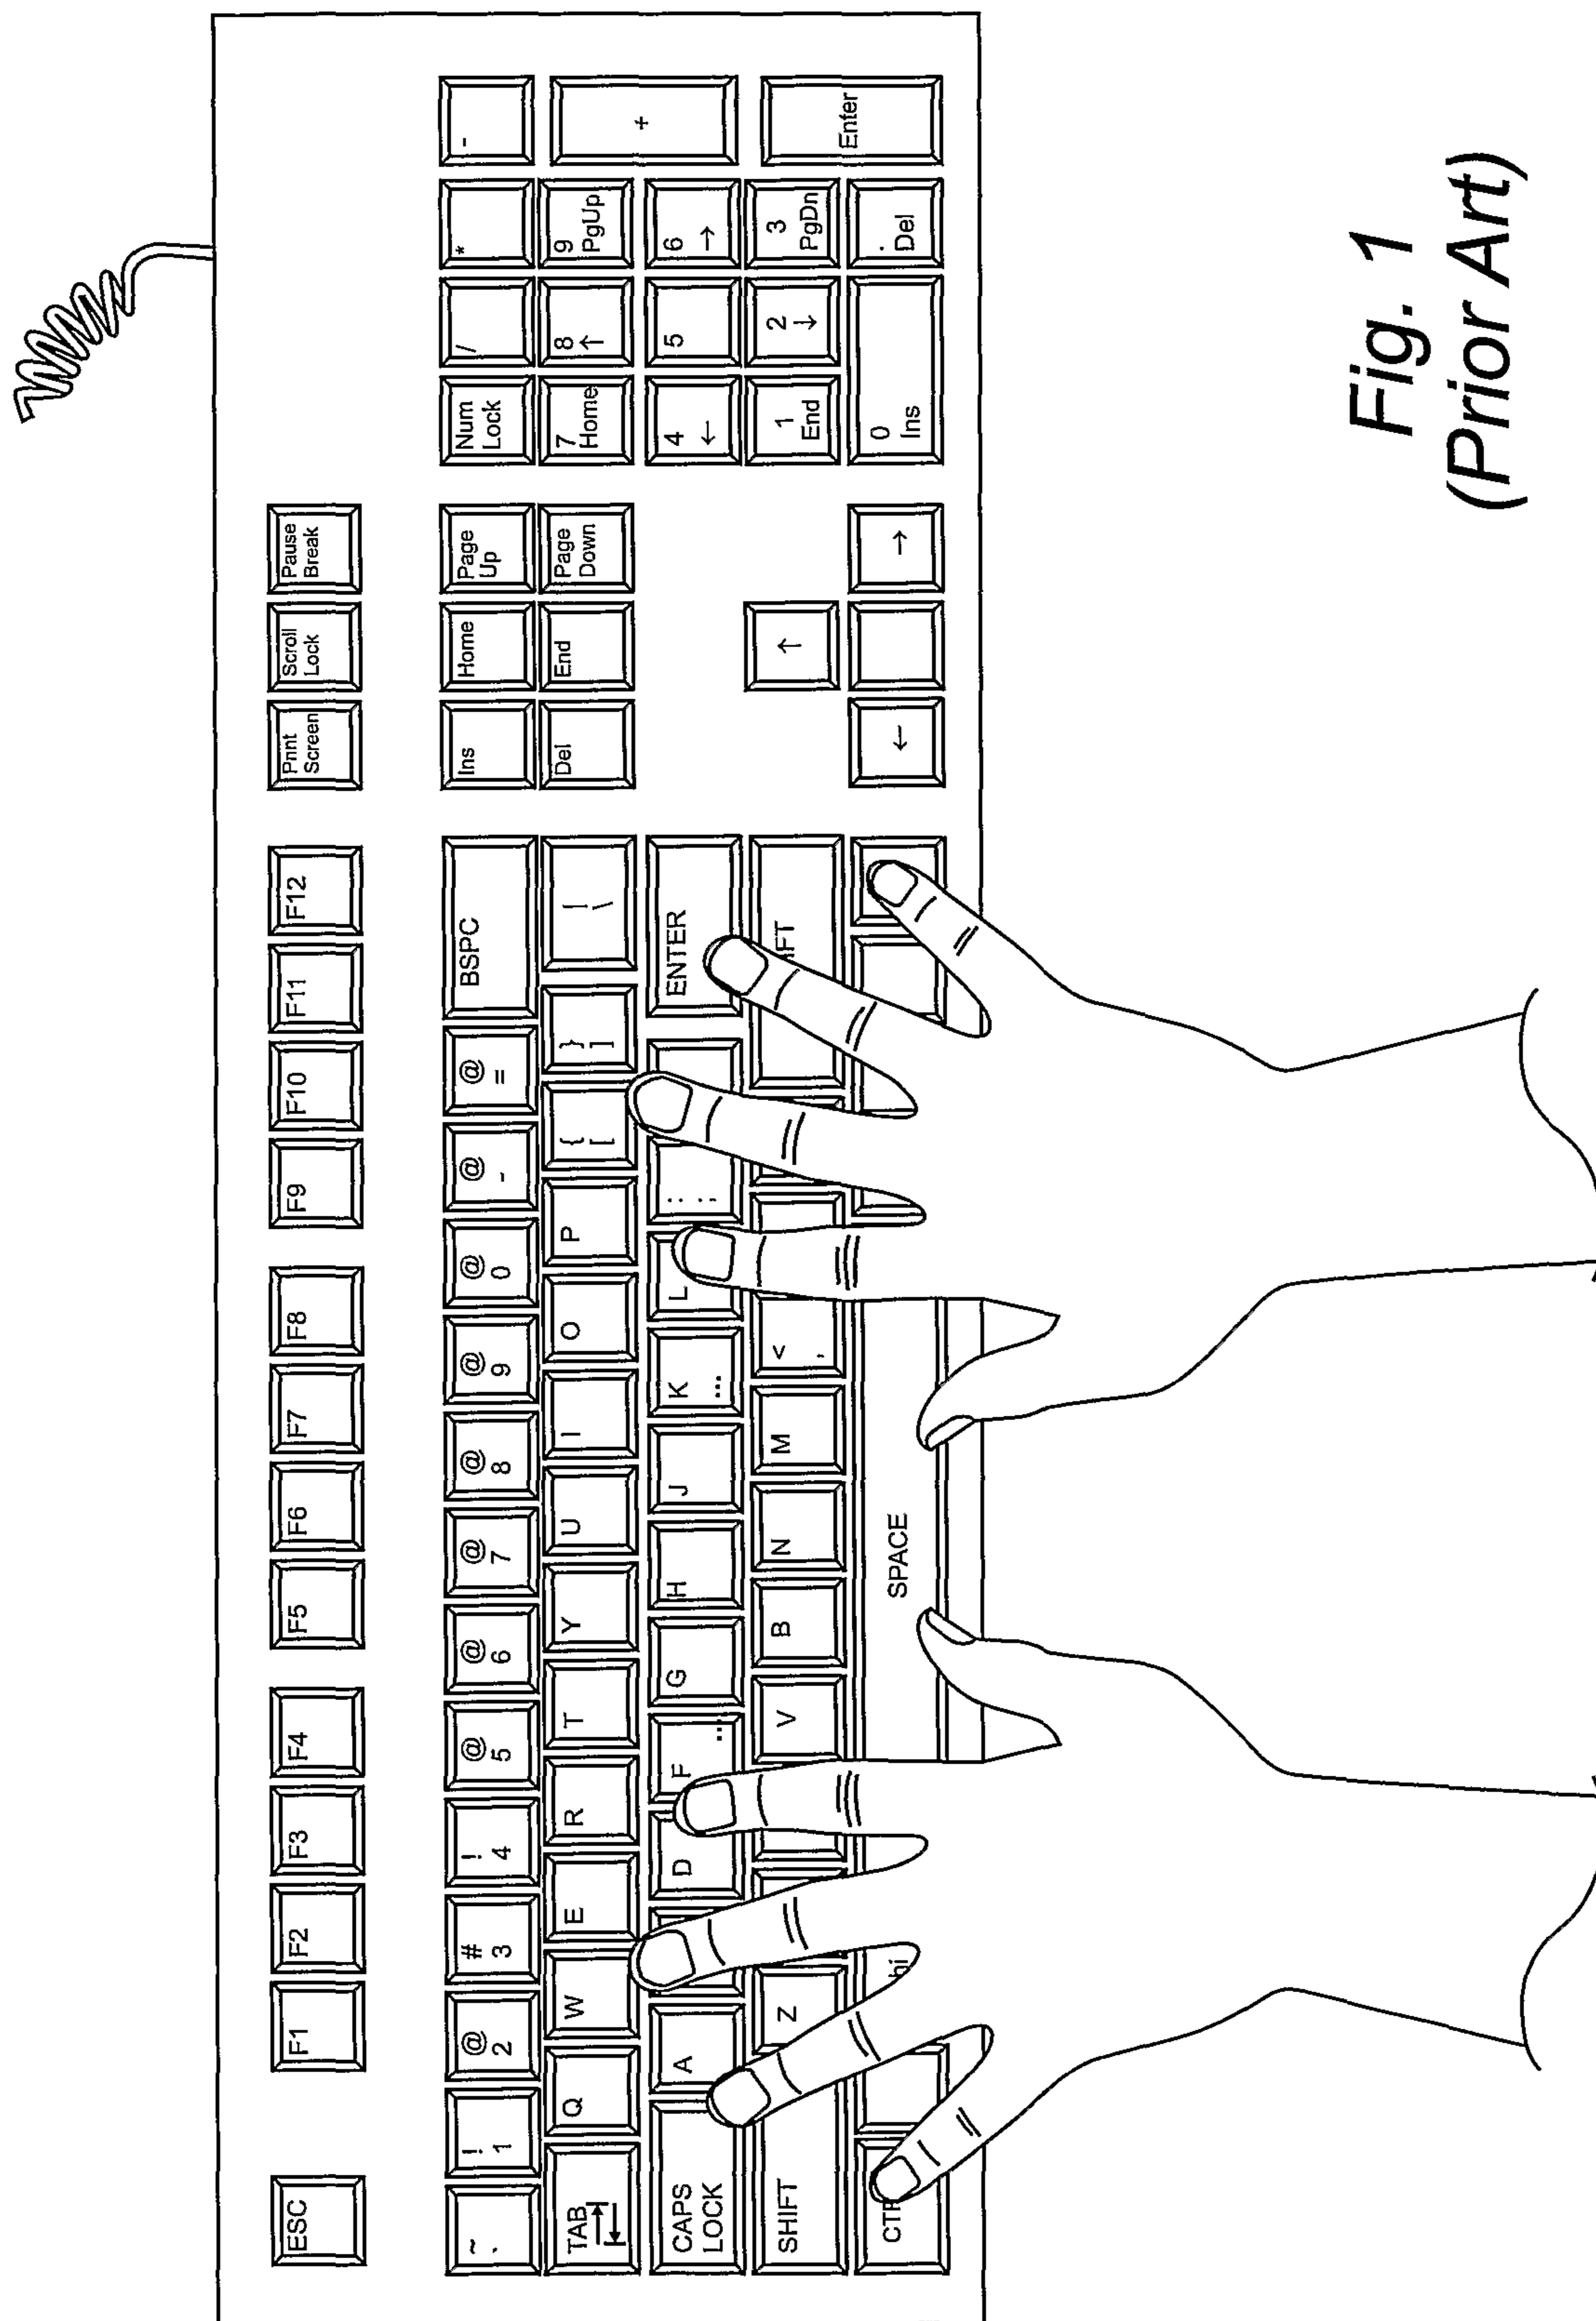 ESC
F1
F2
F3
F4
F5
F6
F7
F8
F9
F10
F11
F12
Prınt
Screen
Scroll
Lock
Pause
Break
~
`
!
1
@
2
#
3
!
4
@
5
@
6
@
7
@
8
@
9
@
0
@
-
@
=
BSPC
Ins
Home
Page
Up
Num
Lock
/
*
-
TAB
Q
W
E
R
T
Y
U
I
O
P
{
[
}
]
|
\
Del
End
Page
Down
7
Home
8
↑
9
PgUp
+
CAPS
LOCK
A
D
F
...
G
H
J
K
...
L
:
;
ENTER
4
←
5
6
→
SHIFT
Z
V
B
N
M
<
,
IFT
↑
1
End
2
↓
3
PgDn
Enter
CT
SPACE
←
→
0
Ins
.
Del
Fig. 1
(Prior Art)